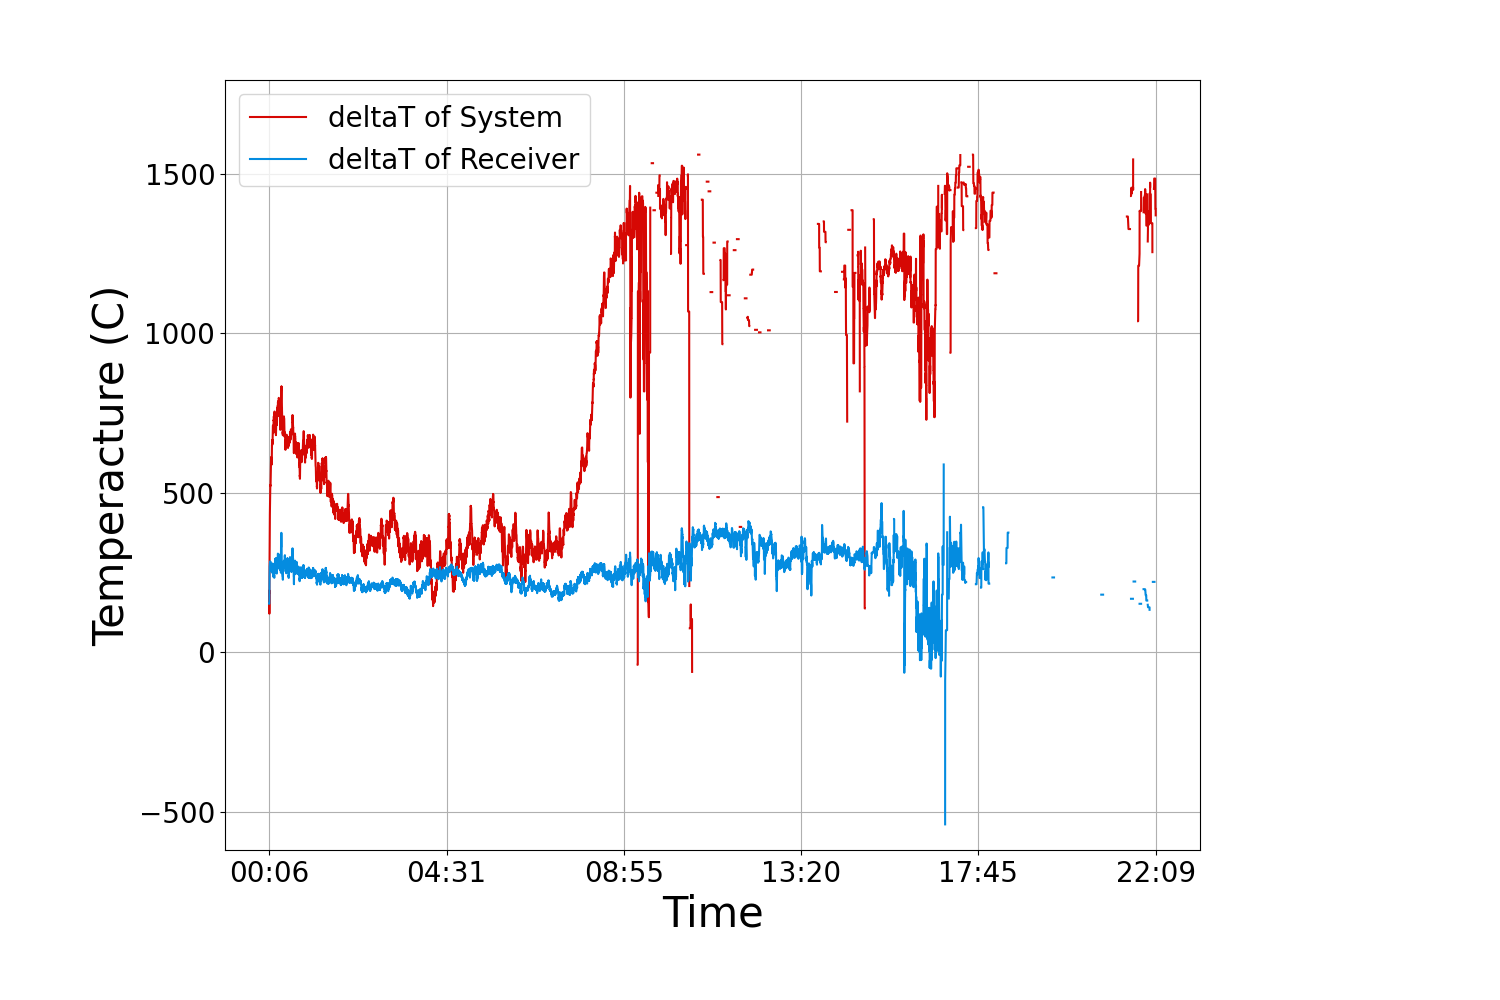 deltaT of System
deltaT of Receiver
Temperacture (C)
1500
1000
500
0
−500
00:06 04:31 08:55 13:20 17:45 22:09
Time